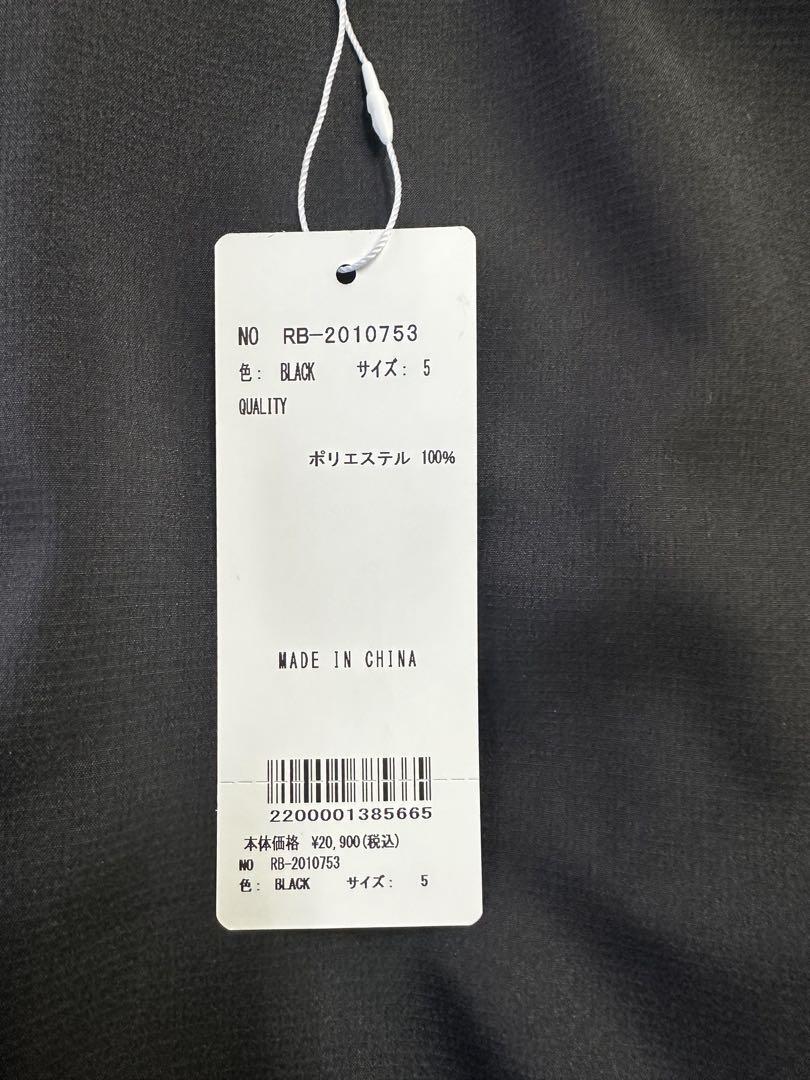 NO RB-2010753
色： BLACK サイズ： 5
QUALITY
ポリエステル 100%
MADE IN CHINA
2200001385665
本体価格 ¥20,900(税込)
NO RB-2010753
色： BLACK サイズ： 5